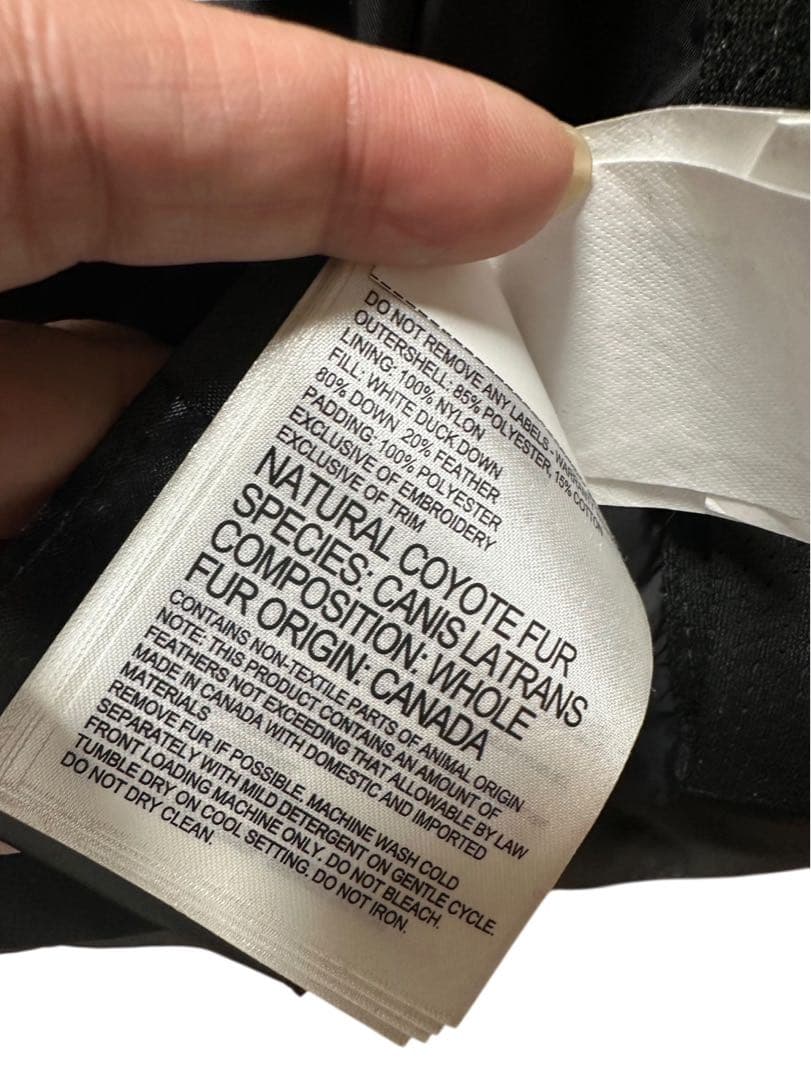 DO NOT REMOVE ANY LABELS - WARRANTY
OUTERSHELL: 85% POLYESTER, 15% COTTON
LINING: 100% NYLON
FILL: WHITE DUCK DOWN
80% DOWN 20% FEATHER
PADDING: 100% POLYESTER
EXCLUSIVE OF EMBROIDERY
EXCLUSIVE OF TRIM
NATURAL COYOTE FUR
SPECIES: CANIS LATRANS
COMPOSITION: WHOLE
FUR ORIGIN: CANADA
CONTAINS NON-TEXTILE PARTS OF ANIMAL ORIGIN
NOTE: THIS PRODUCT CONTAINS AN AMOUNT OF
FEATHERS NOT EXCEEDING THAT ALLOWABLE BY LAW
MADE IN CANADA WITH DOMESTIC AND IMPORTED
MATERIALS
REMOVE FUR IF POSSIBLE. MACHINE WASH COLD
SEPARATELY WITH MILD DETERGENT ON GENTLE CYCLE.
FRONT LOADING MACHINE ONLY. DO NOT BLEACH.
TUMBLE DRY ON COOL SETTING. DO NOT IRON.
DO NOT DRY CLEAN.